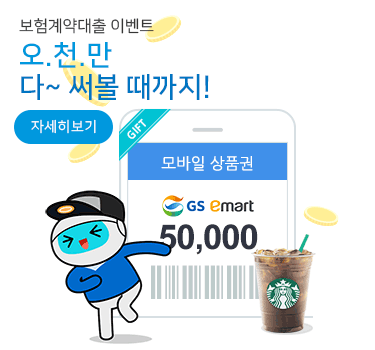 보험계약대출 이벤트
오.천.만
다~ 써볼 때까지!
자세히보기
GIFT
모바일 상품권
GS emart
50,000